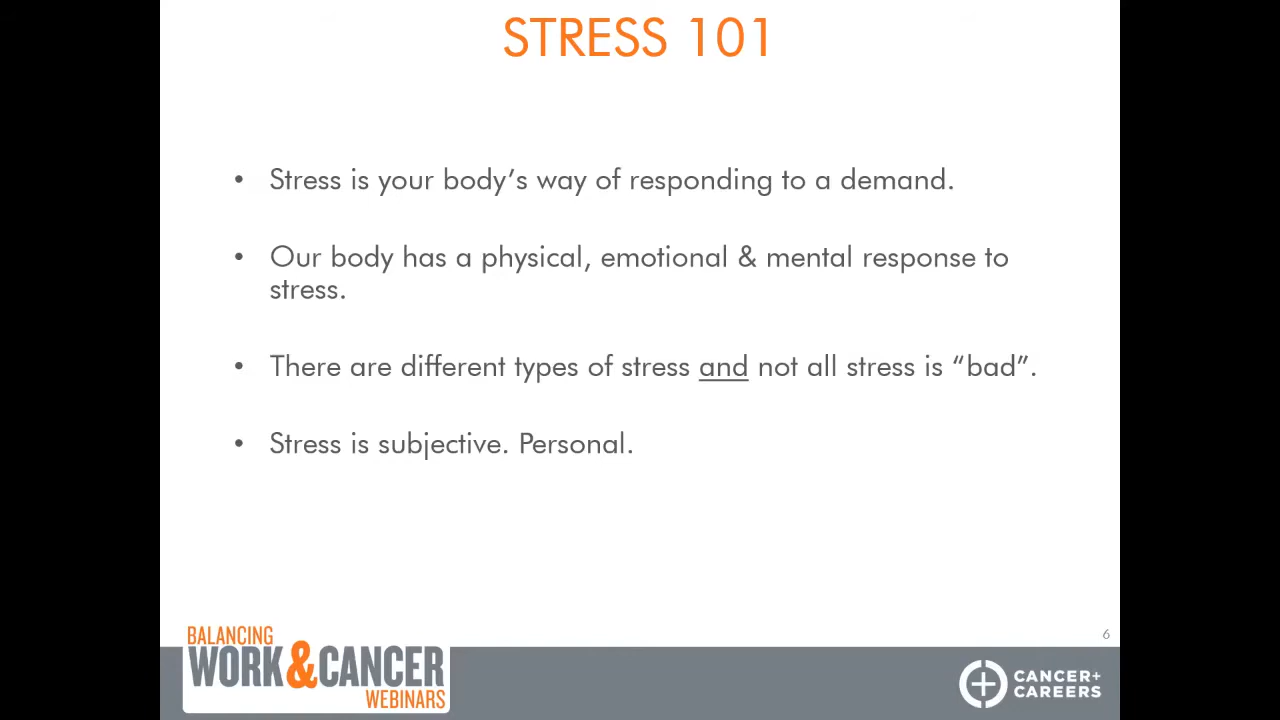 STRESS 101
• Stress is your body’s way of responding to a demand.
• Our body has a physical, emotional & mental response to
stress.
• There are different types of stress and not all stress is “bad”.
• Stress is subjective. Personal.
6
BALANCING
WORK & CANCER
WEBINARS
CANCER+
CAREERS